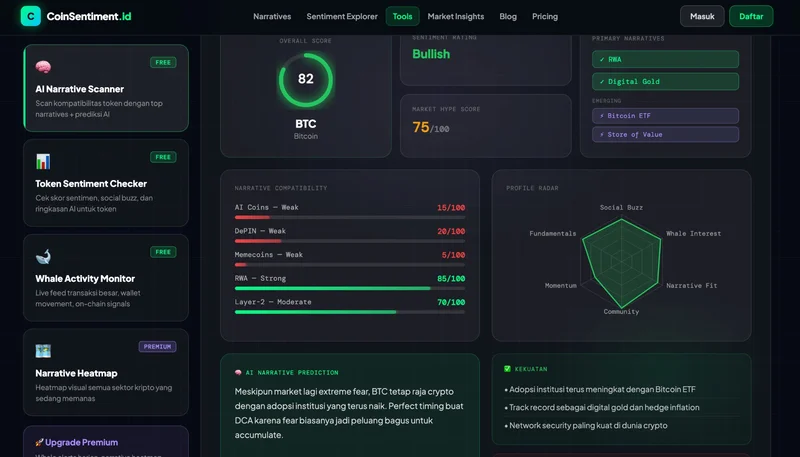 C CoinSentiment.id
Narratives
Sentiment Explorer
Tools
Market Insights
Blog
Pricing
Masuk
Daftar
FREE
AI Narrative Scanner
Scan kompatibilitas token dengan top
narratives + prediksi AI
FREE
Token Sentiment Checker
Cek skor sentimen, social buzz, dan
ringkasan AI untuk token
FREE
Whale Activity Monitor
Live feed transaksi besar, wallet
movement, on-chain signals
PREMIUM
Narrative Heatmap
Heatmap visual semua sektor kripto yang
sedang memanas
Upgrade Premium
OVERALL SCORE
82
BTC
Bitcoin
SENTIMENT RATING
Bullish
MARKET HYPE SCORE
75/100
PRIMARY NARRATIVES
✓ RWA
✓ Digital Gold
EMERGING
⚡ Bitcoin ETF
⚡ Store of Value
NARRATIVE COMPATIBILITY
AI Coins — Weak 15/100
DePIN — Weak 20/100
Memecoins — Weak 5/100
RWA — Strong 85/100
Layer-2 — Moderate 70/100
PROFILE RADAR
Social Buzz
Fundamentals
Whale Interest
Momentum
Narrative Fit
Community
AI NARRATIVE PREDICTION
Meskipun market lagi extreme fear, BTC tetap raja crypto
dengan adopsi institusi yang terus naik. Perfect timing buat
DCA karena fear biasanya jadi peluang bagus untuk
accumulate.
KEKUATAN
• Adopsi institusi terus meningkat dengan Bitcoin ETF
• Track record sebagai digital gold dan hedge inflation
• Network security paling kuat di dunia crypto